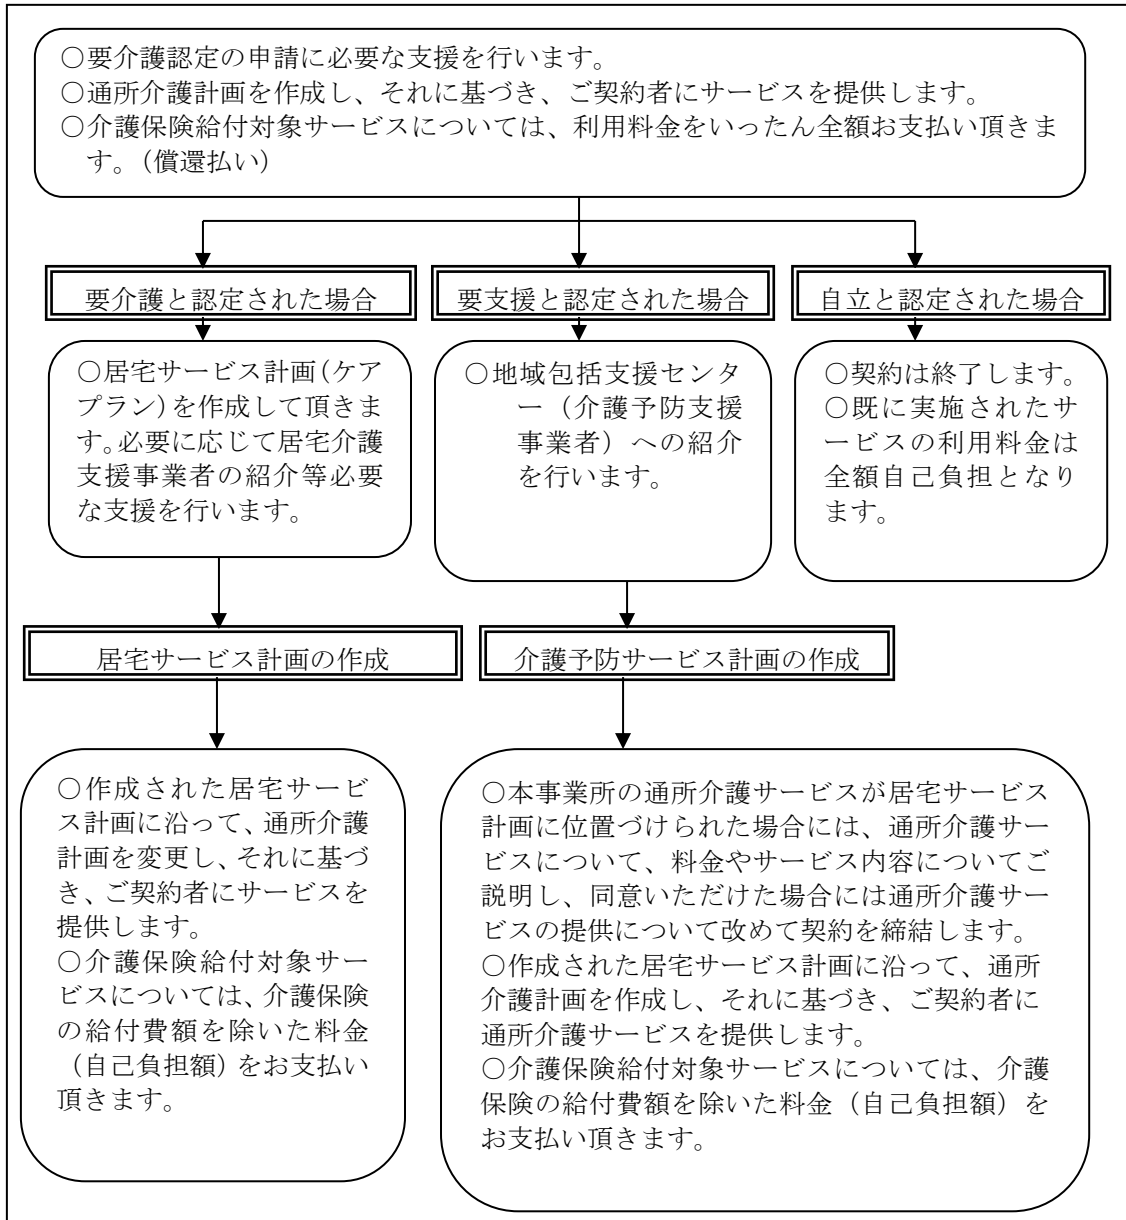 ○要介護認定の申請に必要な支援を行います。
○通所介護計画を作成し、それに基づき、ご契約者にサービスを提供します。
○介護保険給付対象サービスについては、利用料金をいったん全額お支払い頂きま
す。(償還払い)
要介護と認定された場合
要支援と認定された場合
自立と認定された場合
○居宅サービス計画(ケア
プラン)を作成して頂きま
す。必要に応じて居宅介護
支援事業者の紹介等必要
な支援を行います。
○地域包括支援センタ
ー(介護予防支援
事業者)への紹介
を行います。
○契約は終了します。
○既に実施されたサ
ービスの利用料金は
全額自己負担となり
ます。
居宅サービス計画の作成
介護予防サービス計画の作成
○作成された居宅サービ
ス計画に沿って、通所介護
計画を変更し、それに基づ
き、ご契約者にサービスを
提供します。
○介護保険給付対象サー
ビスについては、介護保険
の給付費額を除いた料金
(自己負担額)をお支払い
頂きます。
○本事業所の通所介護サービスが居宅サービス
計画に位置づけられた場合には、通所介護サー
ビスについて、料金やサービス内容についてご
説明し、同意いただけた場合には通所介護サー
ビスの提供について改めて契約を締結します。
○作成された居宅サービス計画に沿って、通所
介護計画を作成し、それに基づき、ご契約者に
通所介護サービスを提供します。
○介護保険給付対象サービスについては、介護
保険の給付費額を除いた料金(自己負担額)を
お支払い頂きます。